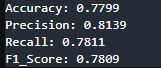 Accuracy: 0.7799
Precision: 0.8139
Recall: 0.7811
F1_Score: 0.7809